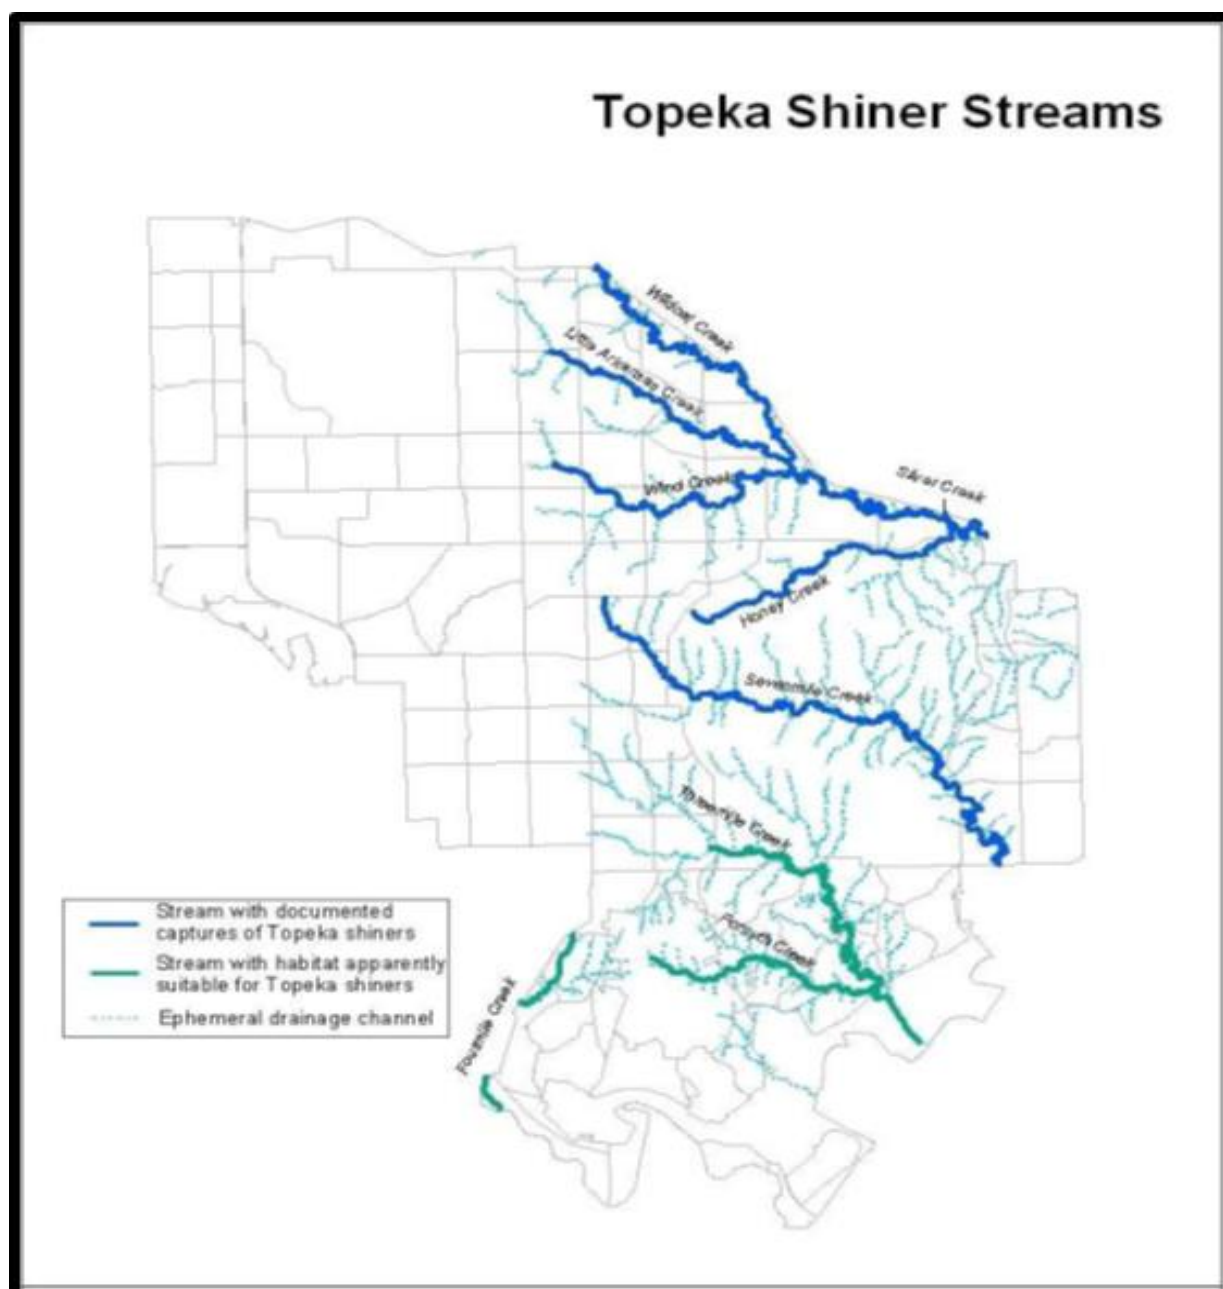 Topeka Shiner Streams
Wildcat Creek
Little Arkansas Creek
Silver Creek
Wind Creek
Honey Creek
Sevenmile Creek
Threemile Creek
Forsyth Creek
Fourmile Creek
Stream with documented
captures of Topeka shiners
Stream with habitat apparently
suitable for Topeka shiners
Ephemeral drainage channel